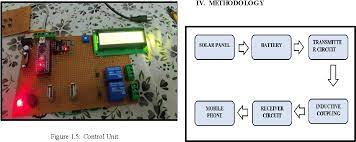 IV. METHODOLOGY
SOLAR PANEL
BATTERY
TRANSMITTE
R CIRCUIT
INDUCTIVE
COUPLING
RECEIVER
CIRCUIT
MOBILE
PHONE
Figure 1.5: Control Unit